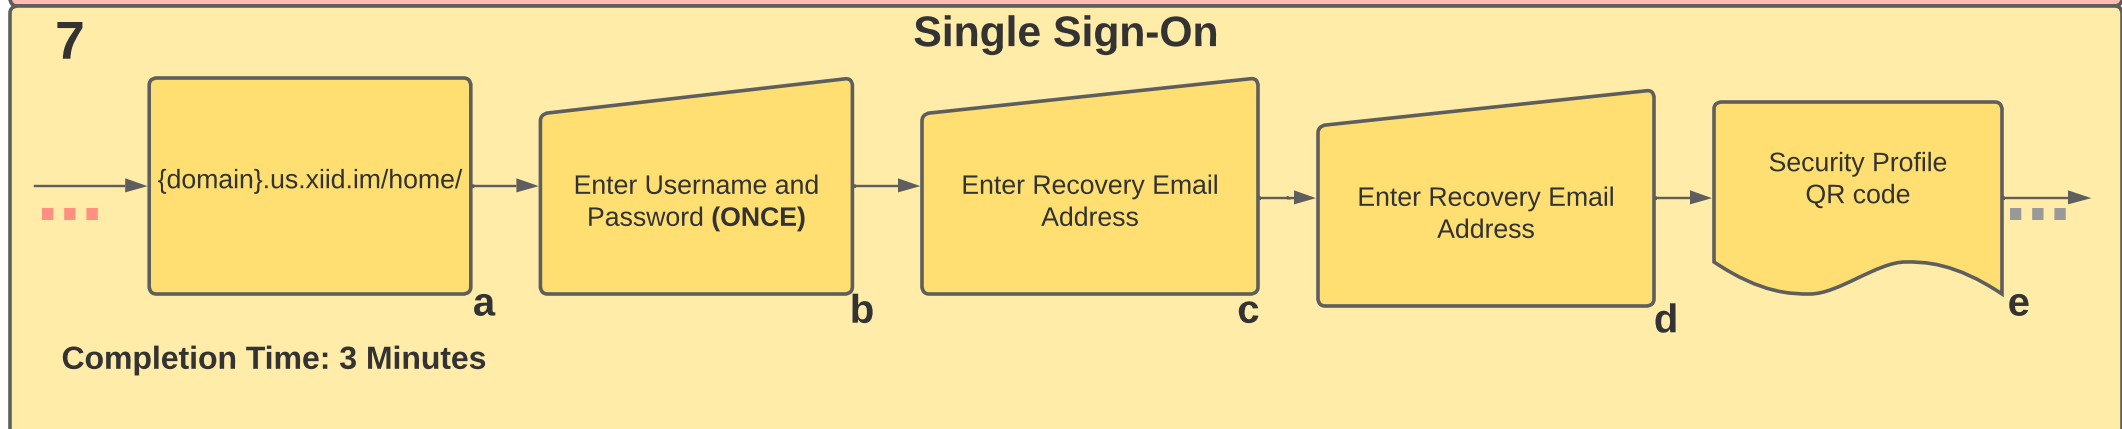 7
Single Sign-On
{domain}.us.xiid.im/home/
a
Enter Username and
Password (ONCE)
b
Enter Recovery Email
Address
c
Enter Recovery Email
Address
d
Security Profile
QR code
e
Completion Time: 3 Minutes